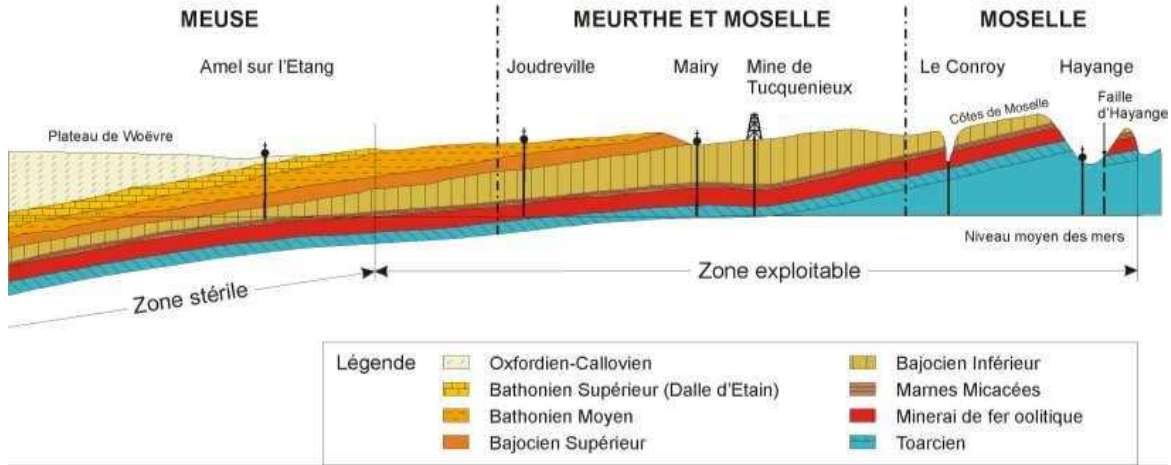 MEUSE
MEURTHE ET MOSELLE
MOSELLE
Amel sur l'Etang
Joudreville
Mairy
Mine de
Tucquenieux
Le Conroy
Hayange
Plateau de Woëvre
Côtes de Moselle
Faille
d'Hayange
Niveau moyen des mers
Zone stérile
Zone exploitable
Légende
Oxfordien-Callovien
Bathonien Supérieur (Dalle d'Etain)
Bathonien Moyen
Bajocien Supérieur
Bajocien Inférieur
Marnes Micacées
Minerai de fer oolitique
Toarcien